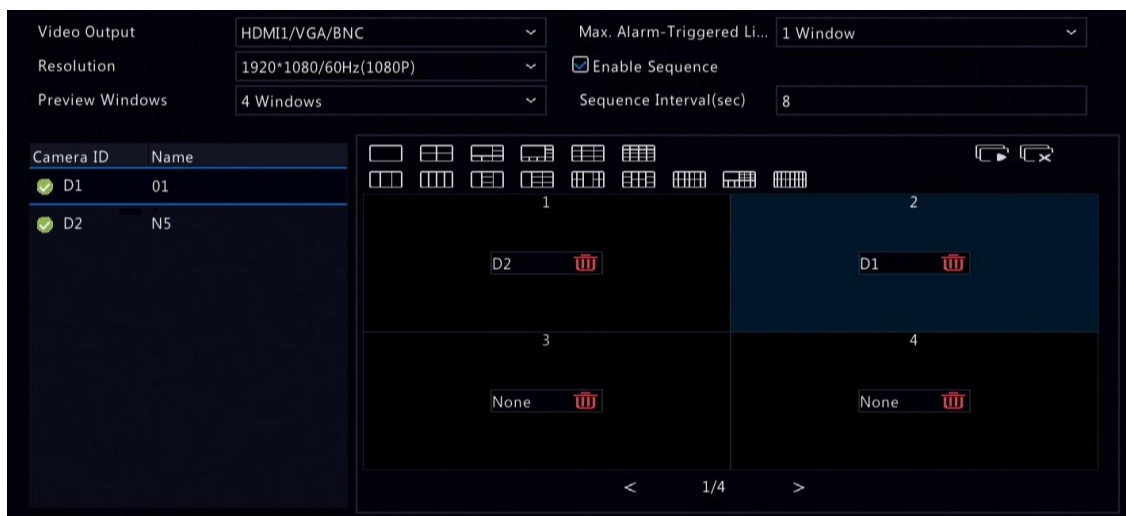 Video Output HDMI1/VGA/BNC Max. Alarm-Triggered Li... 1 Window
Resolution 1920*1080/60Hz(1080P) Enable Sequence
Preview Windows 4 Windows Sequence Interval(sec) 8
Camera ID Name
D1 01
D2 N5
1 2
D2 D1
3 4
None None
< 1/4 >